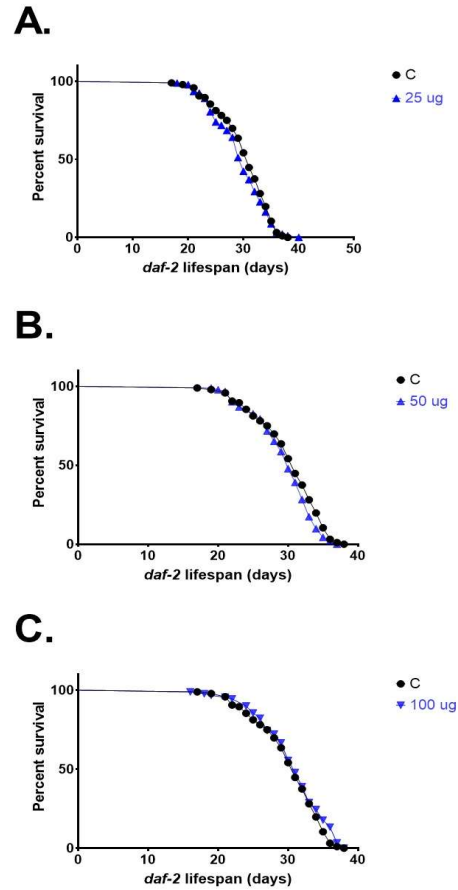 A.
100
50
0
Percent survival
0 10 20 30 40 50
daf-2 lifespan (days)
C
25 ug
B.
100
50
0
Percent survival
0 10 20 30 40
daf-2 lifespan (days)
C
50 ug
C.
100
50
0
Percent survival
0 10 20 30 40
daf-2 lifespan (days)
C
100 ug